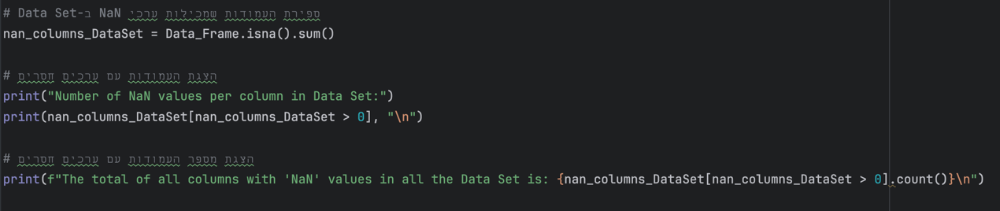 # ספירת העמודות שמכילות ערכי NaN ב-Data Set
nan_columns_DataSet = Data_Frame.isna().sum()
# הצגת העמודות עם ערכים חסרים
print("Number of NaN values per column in Data Set:")
print(nan_columns_DataSet[nan_columns_DataSet > 0], "\n")
# הצגת מספר העמודות עם ערכים חסרים
print(f"The total of all columns with 'NaN' values in all the Data Set is: {nan_columns_DataSet[nan_columns_DataSet > 0].count()}\n")